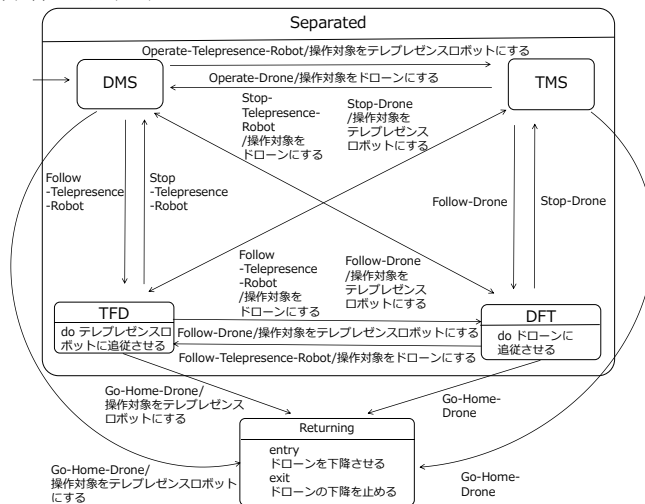 Separated
Operate-Telepresence-Robot/操作対象をテレプレゼンスロボットにする
DMS
Operate-Drone/操作対象をドローンにする
TMS
Stop-
Telepresence-
Robot
/操作対象を
ドローンにする
Stop-Drone
/操作対象を
テレプレゼンス
ロボットにする
Follow
-Telepresence
-Robot
Stop
-Telepresence
-Robot
Follow-Drone
Stop-Drone
Follow
-Telepresence
-Robot
/操作対象を
ドローンにする
Follow-Drone
/操作対象を
テレプレゼンス
ロボットにする
TFD
do テレプレゼンスロ
ボットに追従させる
Follow-Drone/操作対象をテレプレゼンスロボットにする
Follow-Telepresence-Robot/操作対象をドローンにする
DFT
do ドローンに
追従させる
Go-Home-Drone/
操作対象をテレプレゼンス
ロボットにする
Go-Home-
Drone
Returning
entry
ドローンを下降させる
exit
ドローンの下降を止める
Go-Home-Drone/
操作対象をテレプレゼンスロボット
にする
Go-Home-
Drone